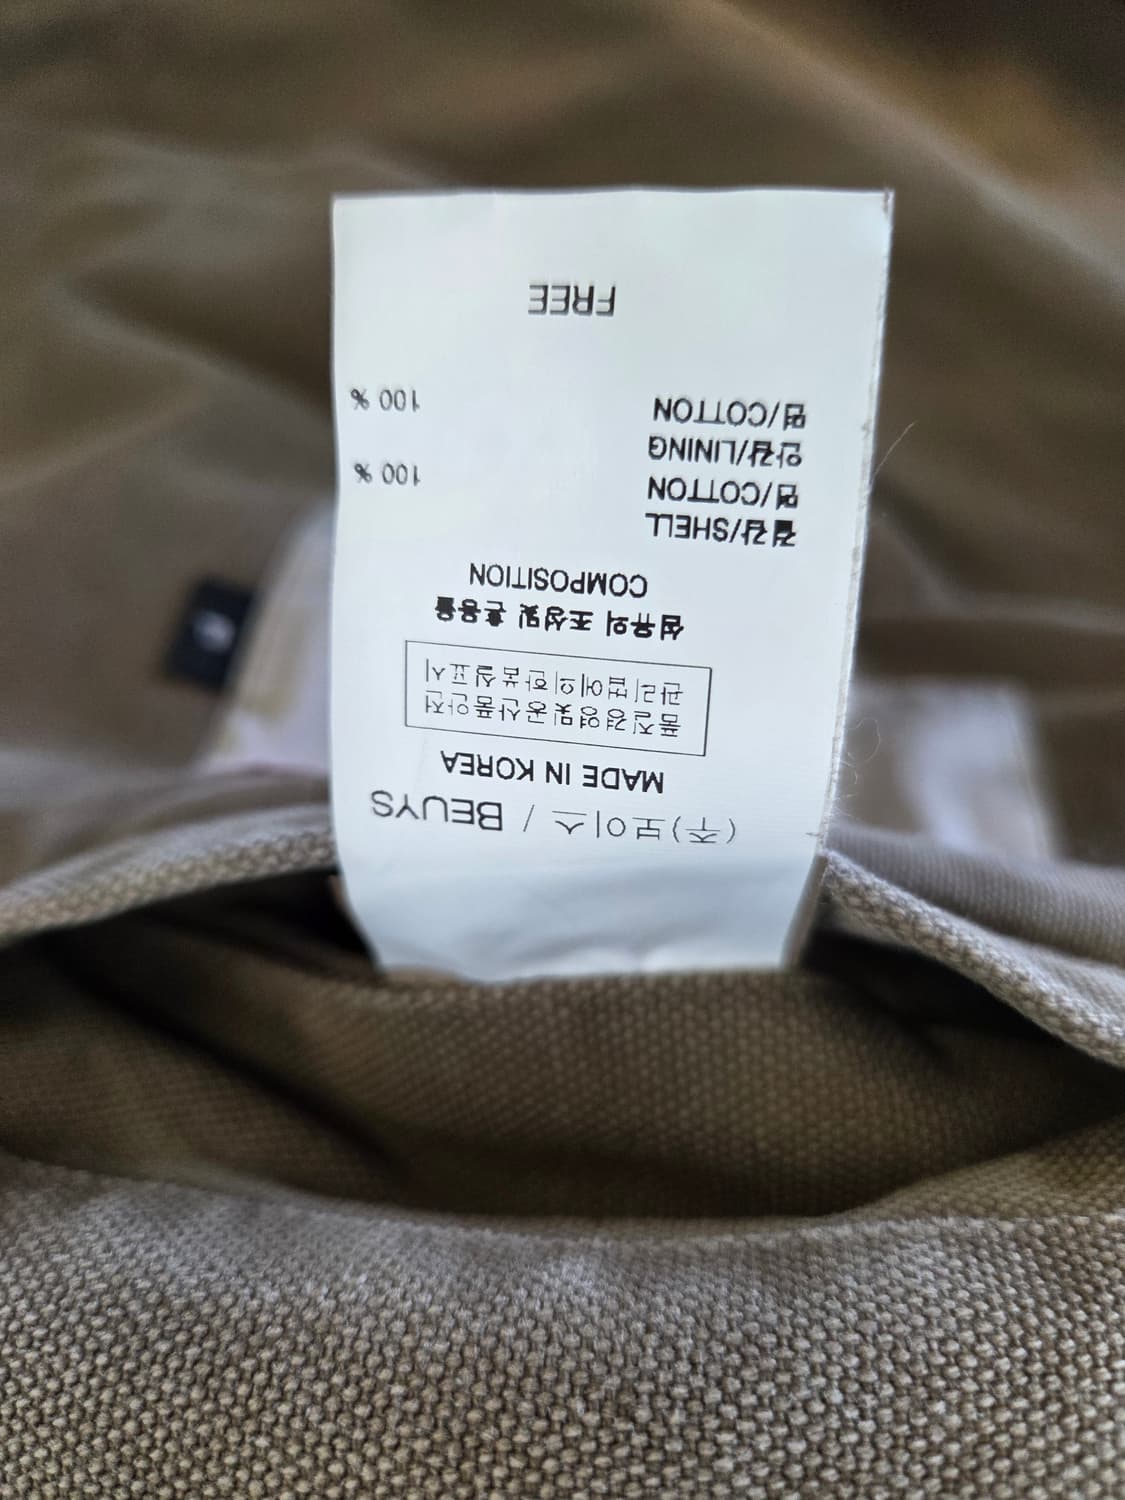 (주)보이스 / BEUYS
MADE IN KOREA
품질경영및공산품안전
관리법에의한품질표시
섬유의 조성및 혼용율
COMPOSITION
겉감/SHELL
면/COTTON 100 %
안감/LINING
면/COTTON 100 %
FREE